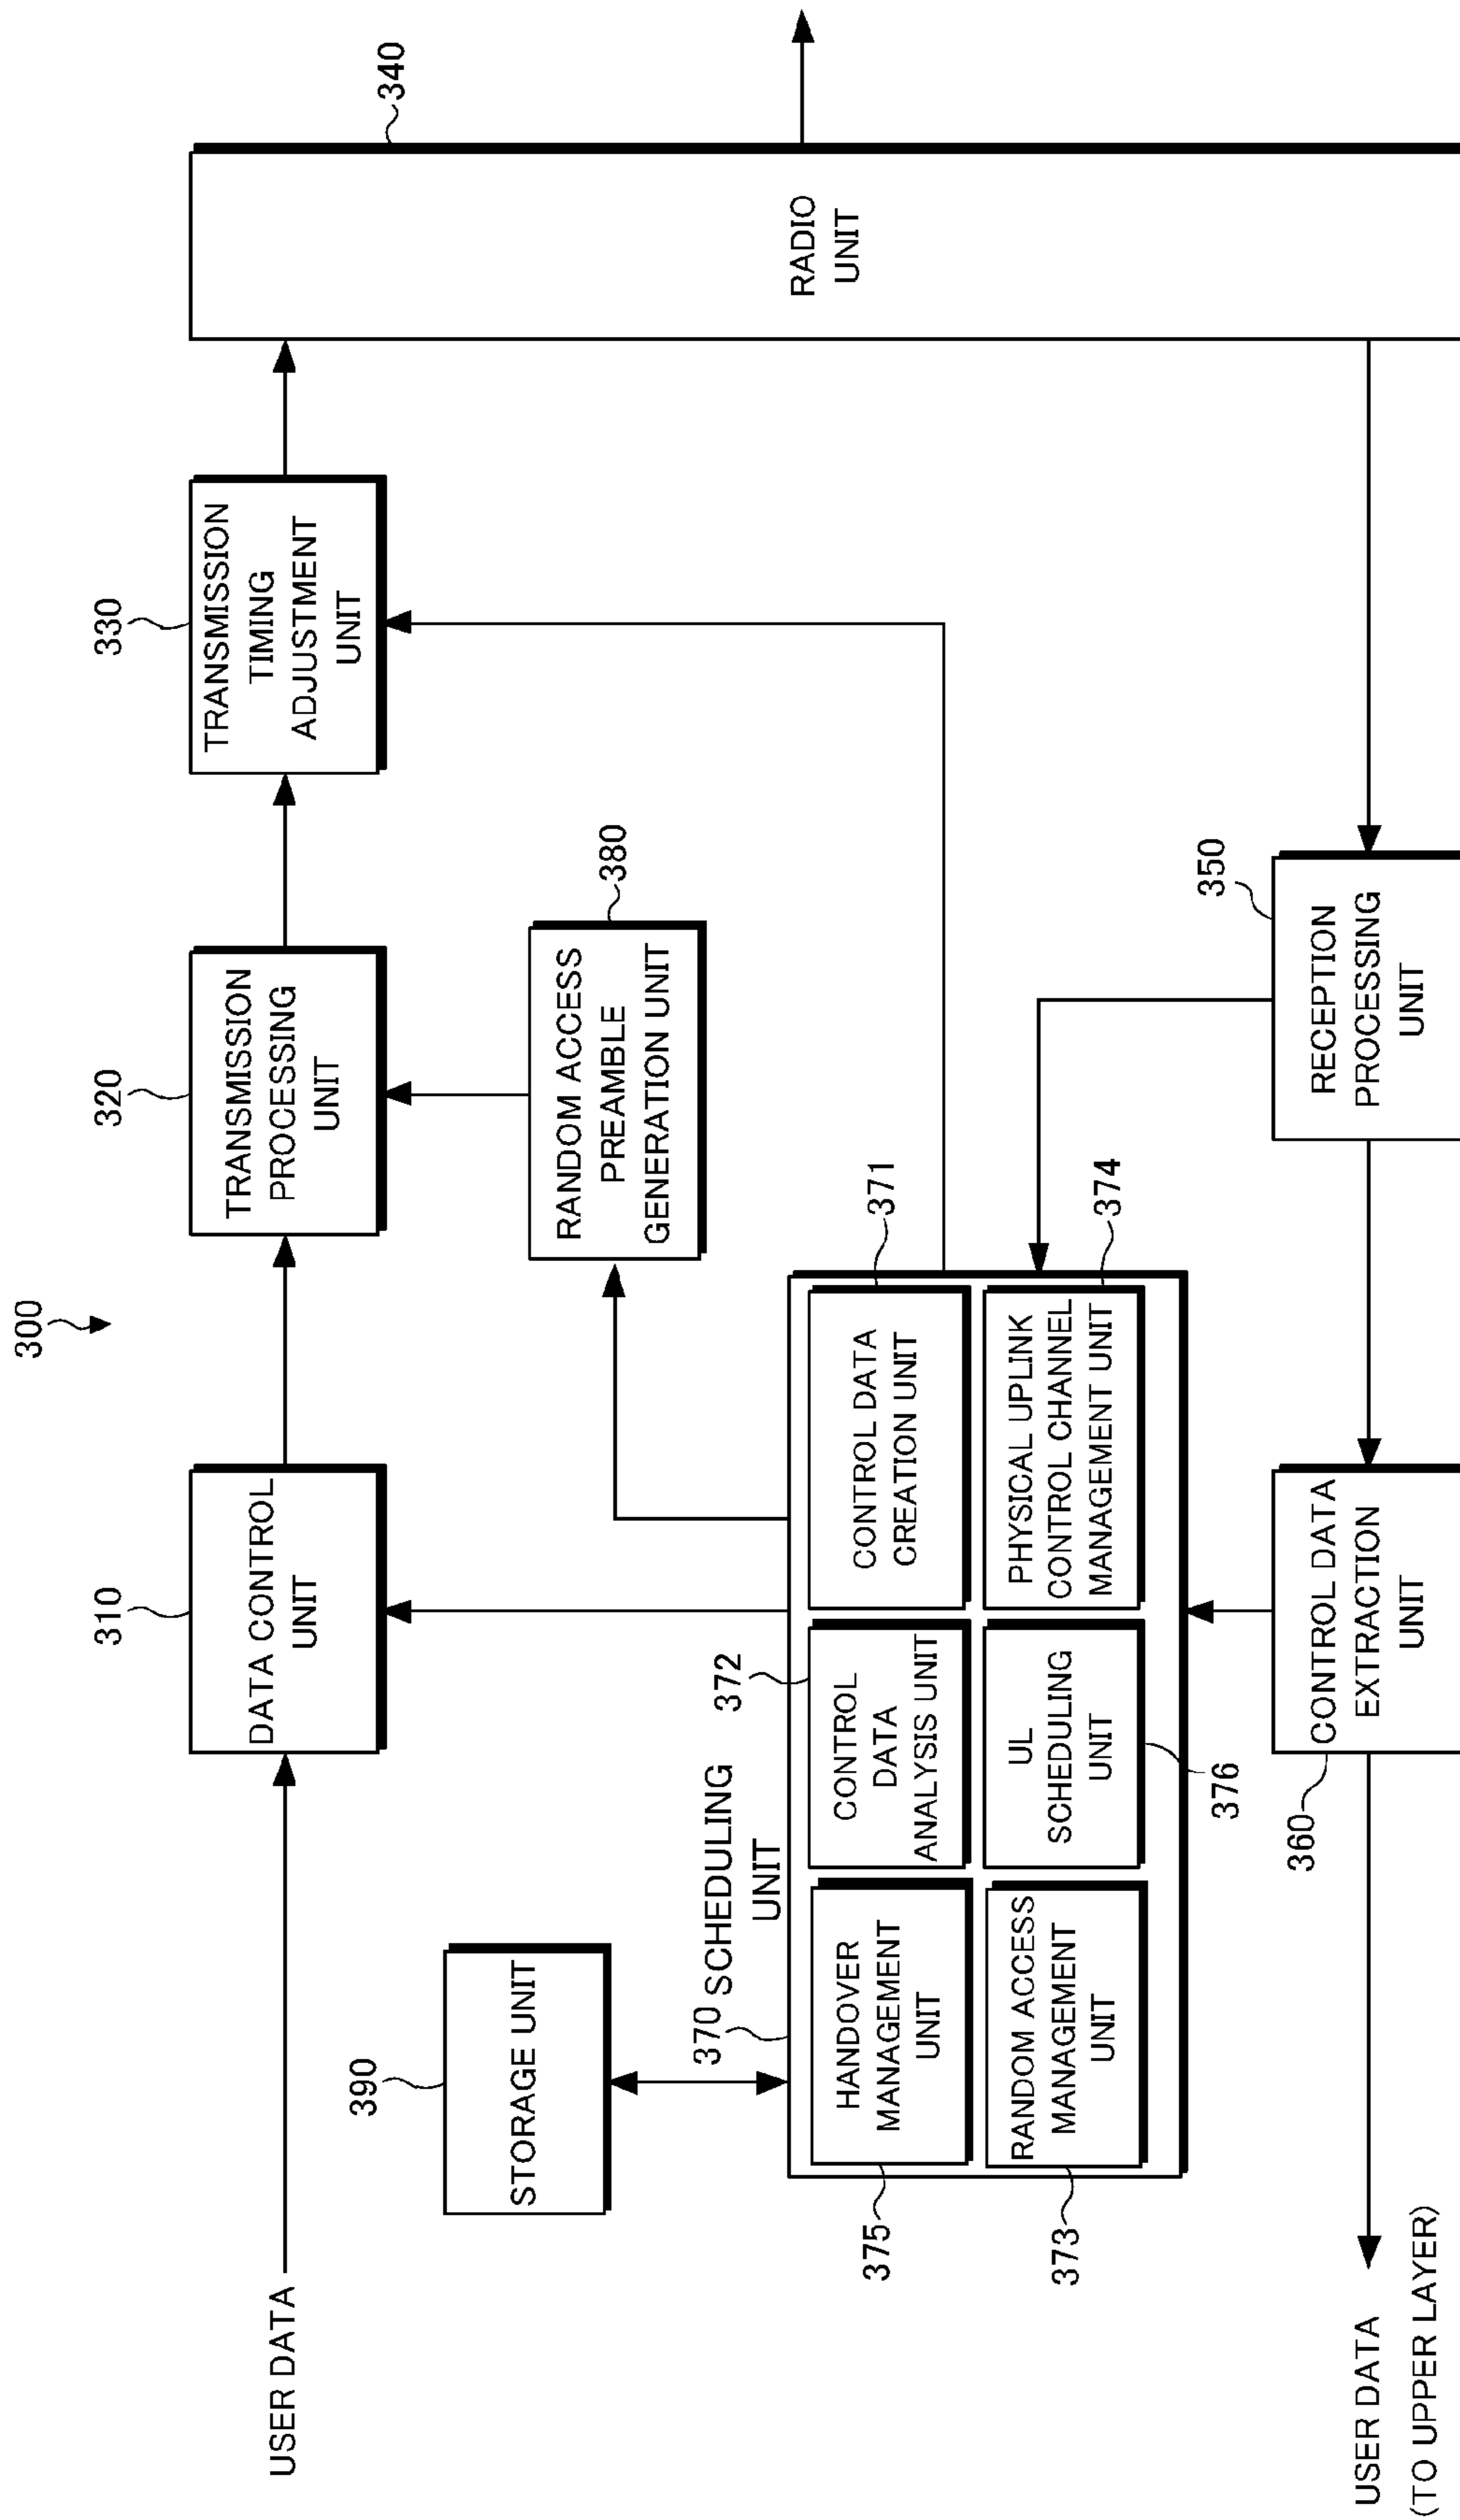 300
310
320
330
340
USER DATA
DATA CONTROL
UNIT
TRANSMISSION
PROCESSING
UNIT
TRANSMISSION
TIMING
ADJUSTMENT
UNIT
RADIO
UNIT
390
STORAGE UNIT
380
RANDOM ACCESS
PREAMBLE
GENERATION UNIT
370
SCHEDULING
UNIT
372
371
HANDOVER
MANAGEMENT
UNIT
CONTROL
DATA
ANALYSIS UNIT
CONTROL DATA
CREATION UNIT
375
RANDOM ACCESS
MANAGEMENT
UNIT
UL
SCHEDULING
UNIT
PHYSICAL UPLINK
CONTROL CHANNEL
MANAGEMENT UNIT
373
376
374
360
350
USER DATA
(TO UPPER LAYER)
CONTROL DATA
EXTRACTION
UNIT
RECEPTION
PROCESSING
UNIT